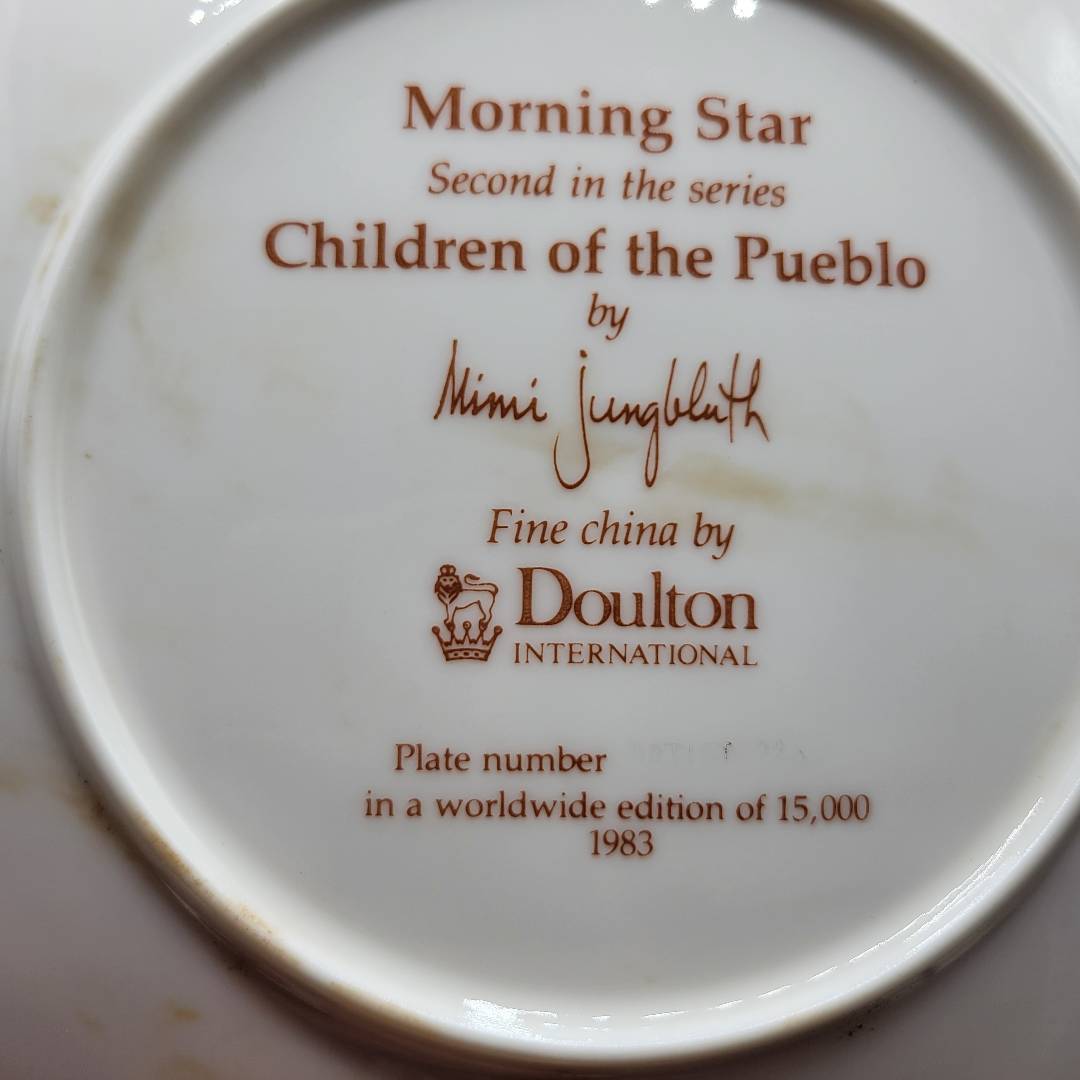 Morning Star
Second in the series
Children of the Pueblo
by
Mimi Jungbluth
Fine china by
Doulton
INTERNATIONAL
Plate number
in a worldwide edition of 15,000
1983